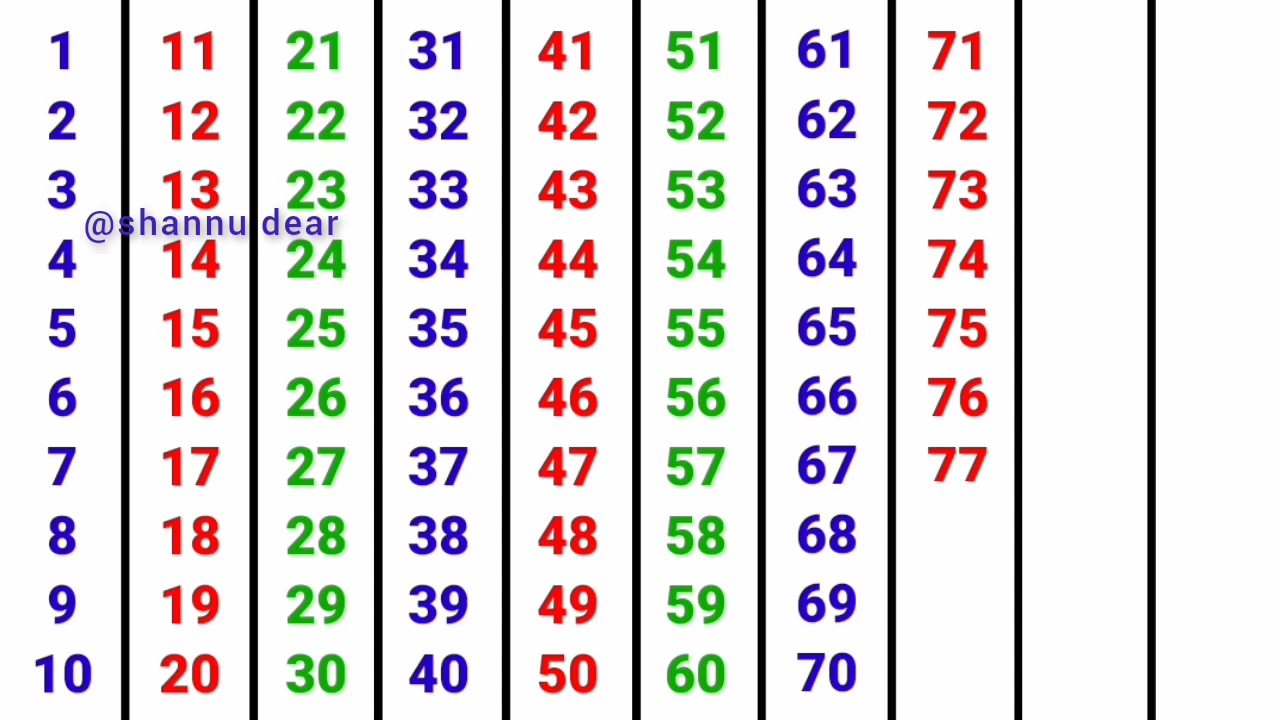 1 11 21 31 41 51 61 71
2 12 22 32 42 52 62 72
3 13 23 33 43 53 63 73
@shannu dear
4 14 24 34 44 54 64 74
5 15 25 35 45 55 65 75
6 16 26 36 46 56 66 76
7 17 27 37 47 57 67 77
8 18 28 38 48 58 68
9 19 29 39 49 59 69
10 20 30 40 50 60 70